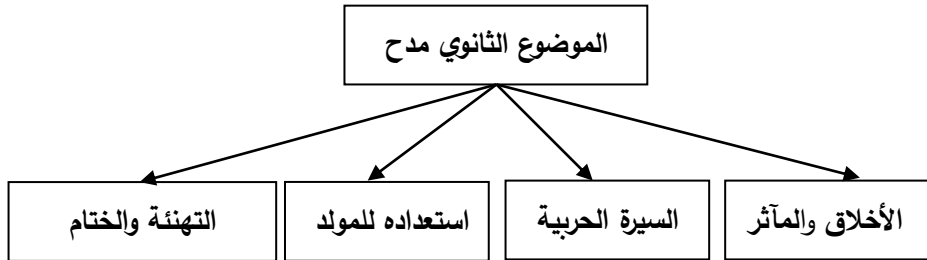 الموضوع الثانوي مدح
الأخلاق والمآثر
السيرة الحربية
استعداده للمولد
التهنئة والختام